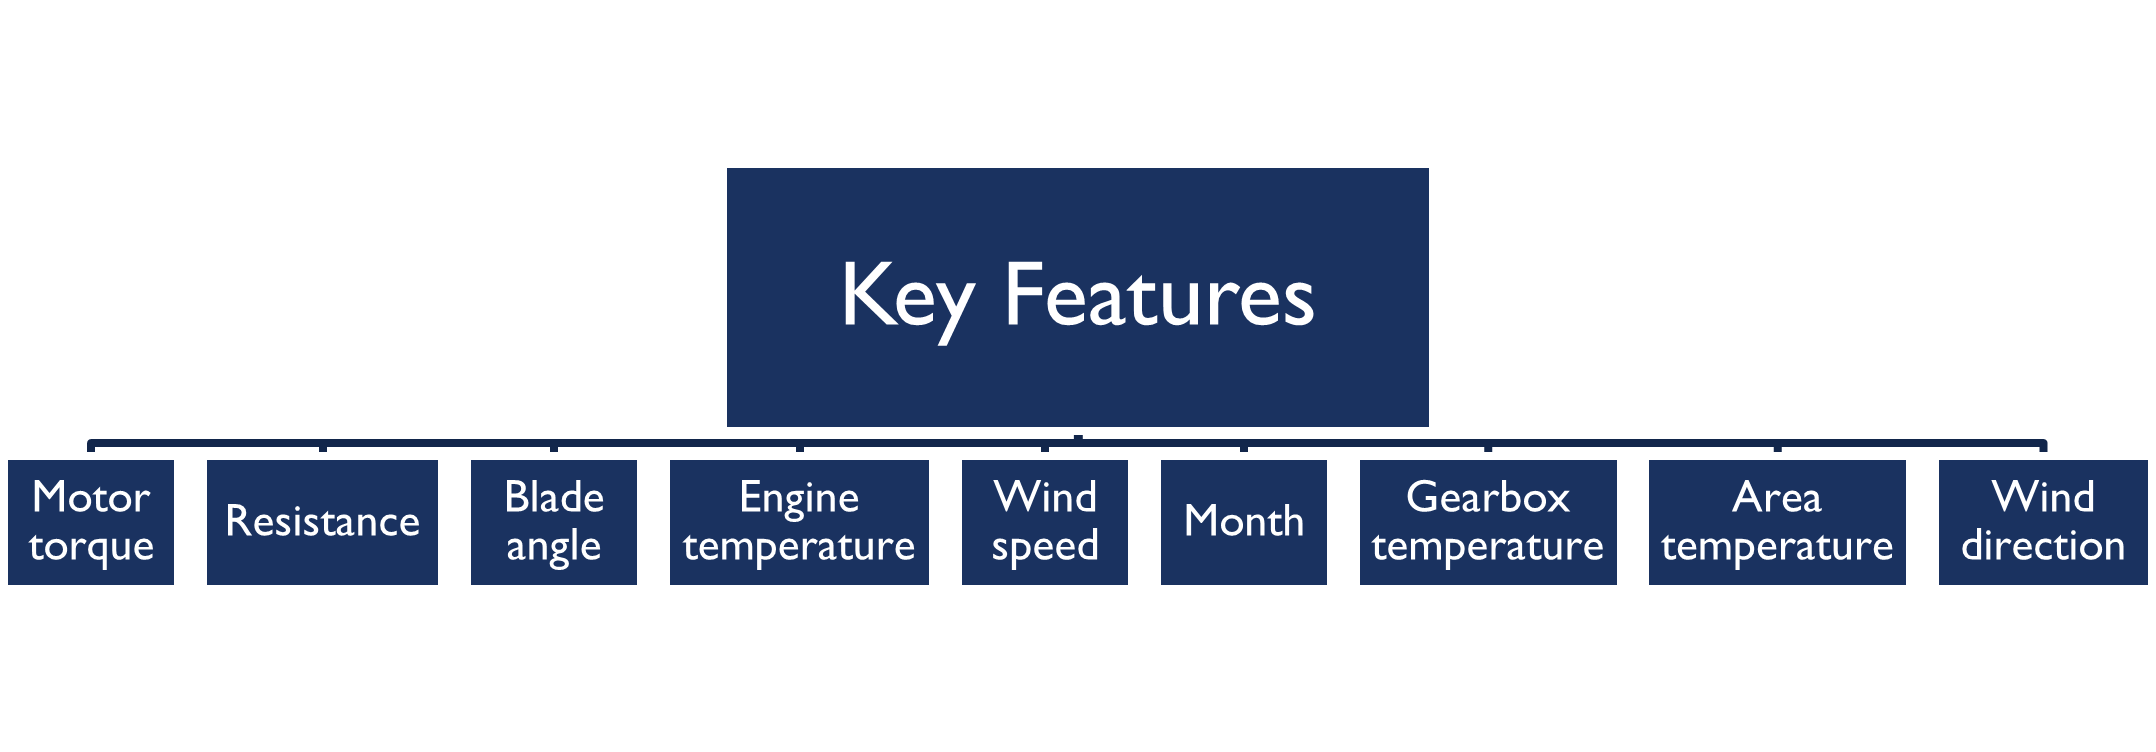 Key Features
Motor
torque
Resistance
Blade
angle
Engine
temperature
Wind
speed
Month
Gearbox
temperature
Area
temperature
Wind
direction